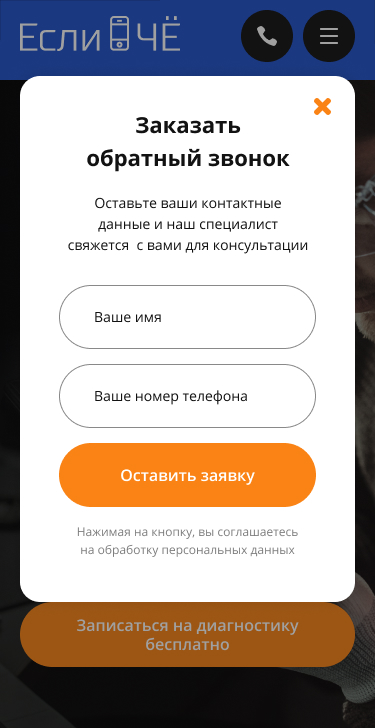 Если ЧЁ
Заказать
обратный звонок
Оставьте ваши контактные
данные и наш специалист
свяжется с вами для консультации
Ваше имя
Ваше номер телефона
Оставить заявку
Нажимая на кнопку, вы соглашаетесь
на обработку персональных данных
Записаться на диагностику
бесплатно